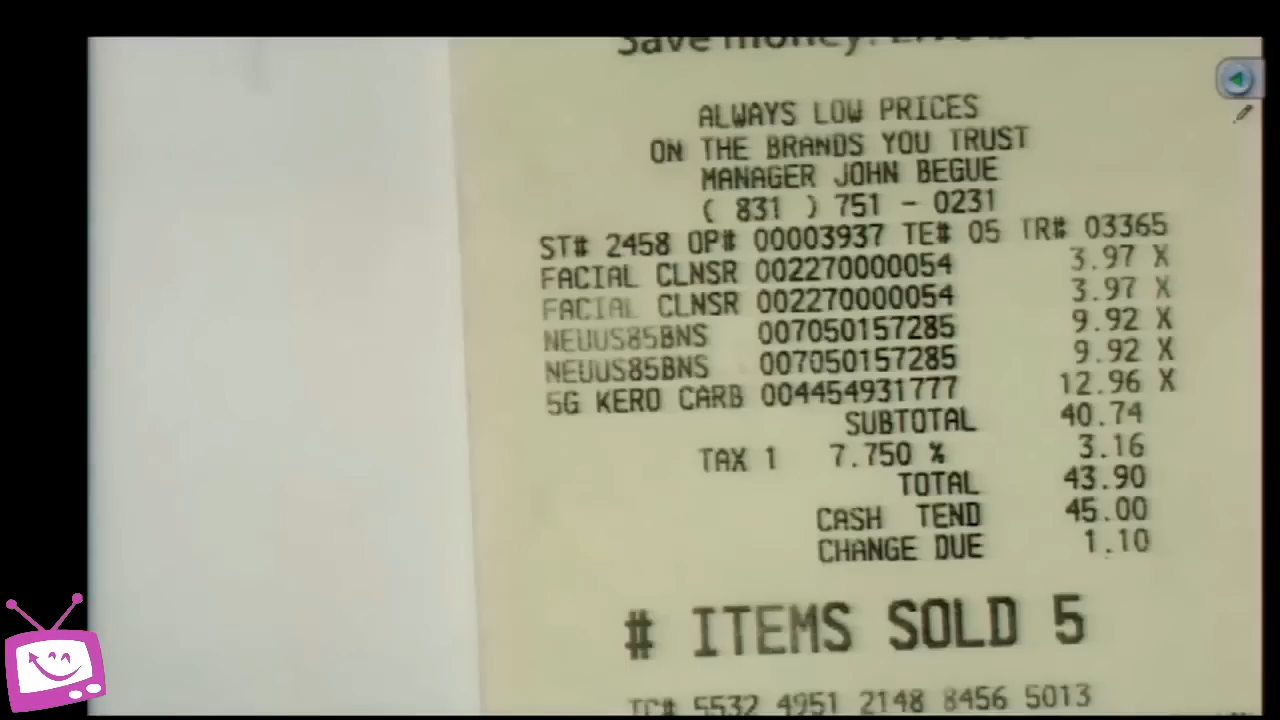 Save money. Live
ALWAYS LOW PRICES
ON THE BRANDS YOU TRUST
MANAGER JOHN BEGUE
( 831 ) 751 - 0231
ST# 2458 OP# 00003937 TE# 05 TR# 03365
FACIAL CLNSR 002270000054 3.97 X
FACIAL CLNSR 002270000054 3.97 X
NEUUS85BNS 007050157285 9.92 X
NEUUS85BNS 007050157285 9.92 X
5G KERO CARB 004454931777 12.96 X
SUBTOTAL 40.74
TAX 1 7.750 % 3.16
TOTAL 43.90
CASH TEND 45.00
CHANGE DUE 1.10
# ITEMS SOLD 5
TC# 5532 4951 2148 8456 5013